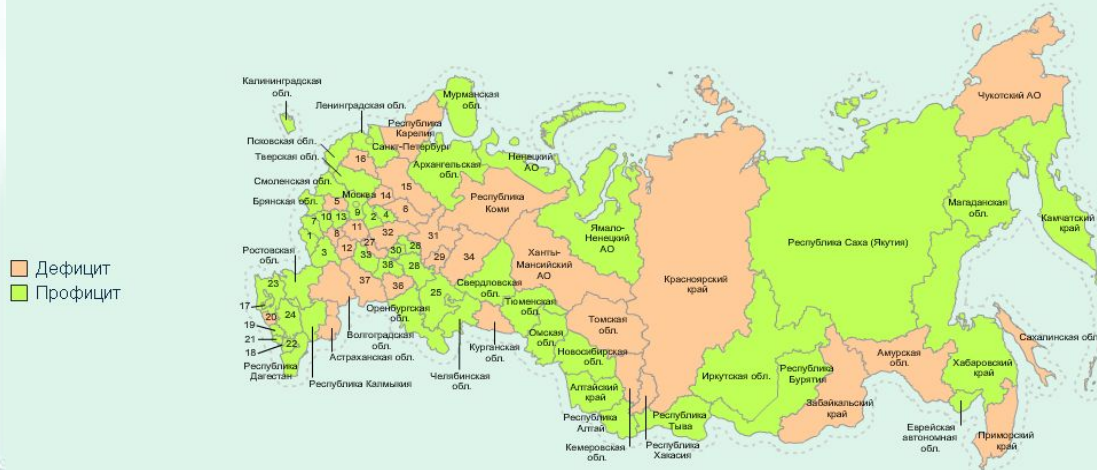 Дефицит
Профицит
Калининградская
обл.
Ленинградская обл.
Мурманская
обл.
Республика
Карелия
Санкт-Петербург
Псковская обл.
Тверская обл.
16
Архангельская
обл.
Ненецкий
АО
Смоленская обл.
Москва
Брянская обл.
5
14
15
6
7
10
13
9
2
4
1
8
11
3
12
27
32
33
30
28
38
28
31
29
34
37
36
25
Республика
Коми
Ямало-
Ненецкий
АО
Ханты-
Мансийский
АО
Красноярский
край
Республика Саха (Якутия)
Чукотский АО
Магаданская
обл.
Камчатский
край
Ростовская
обл.
23
17
20
24
19
21
18
22
Республика
Дагестан
Республика Калмыкия
Астраханская обл.
Волгоградская
обл.
Оренбургская
обл.
Свердловская
обл.
Тюменская
обл.
Челябинская
обл.
Курганская
обл.
Омская
обл.
Томская
обл.
Новосибирская
обл.
Алтайский
край
Республика
Алтай
Кемеровская
обл.
Республика
Хакасия
Республика
Тыва
Иркутская обл.
Республика
Бурятия
Забайкальский
край
Амурская
обл.
Хабаровский
край
Сахалинская обл
Еврейская
автономная
обл.
Приморский
край